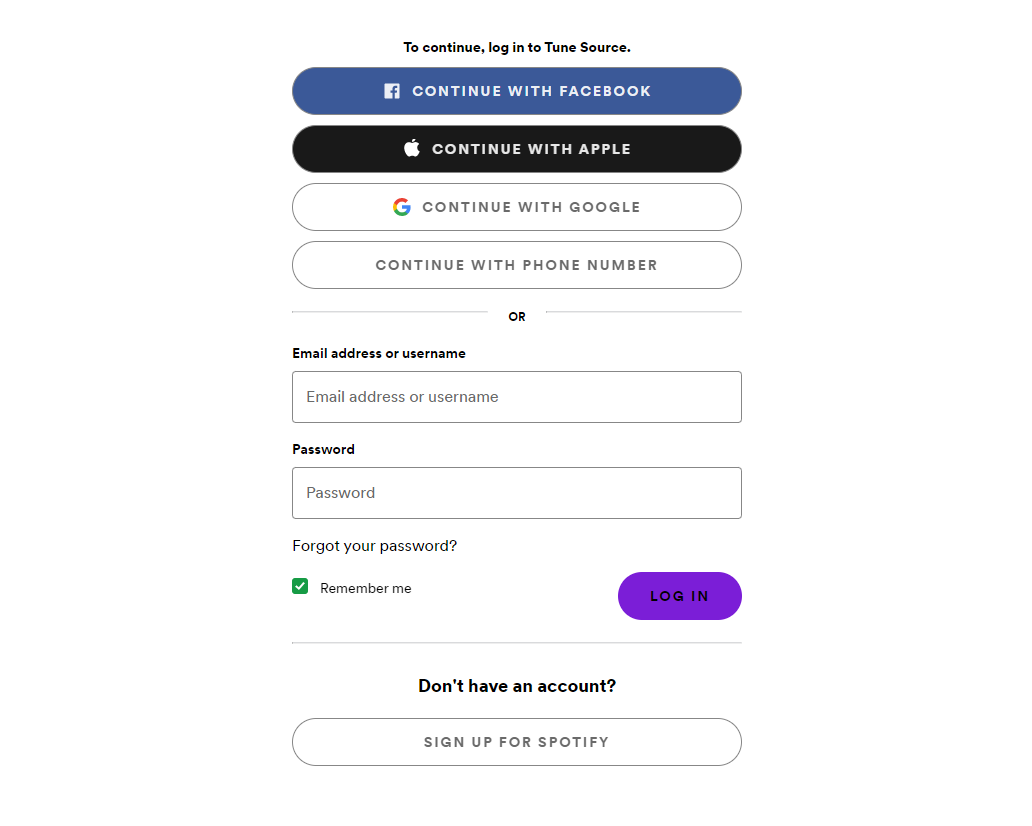 To continue, log in to Tune Source.
CONTINUE WITH FACEBOOK
CONTINUE WITH APPLE
CONTINUE WITH GOOGLE
CONTINUE WITH PHONE NUMBER
OR
Email address or username
Email address or username
Password
Password
Forgot your password?
Remember me
LOG IN
Don't have an account?
SIGN UP FOR SPOTIFY